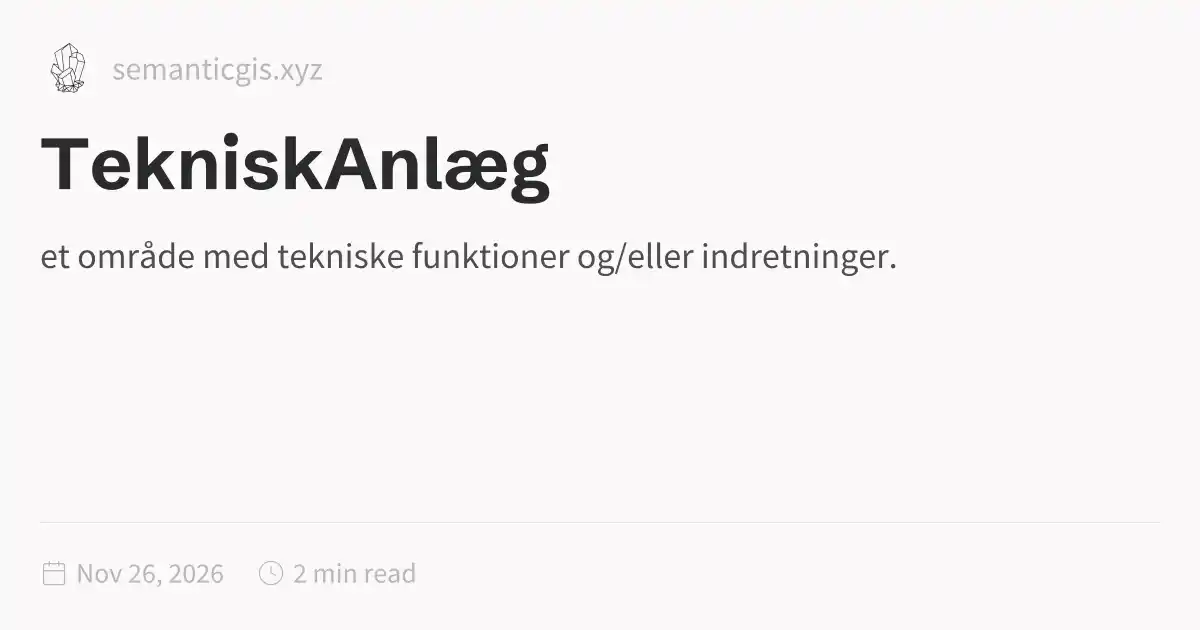 semanticgis.xyz
TekniskAnlæg
et område med tekniske funktioner og/eller indretninger.
Nov 26, 2026 2 min read